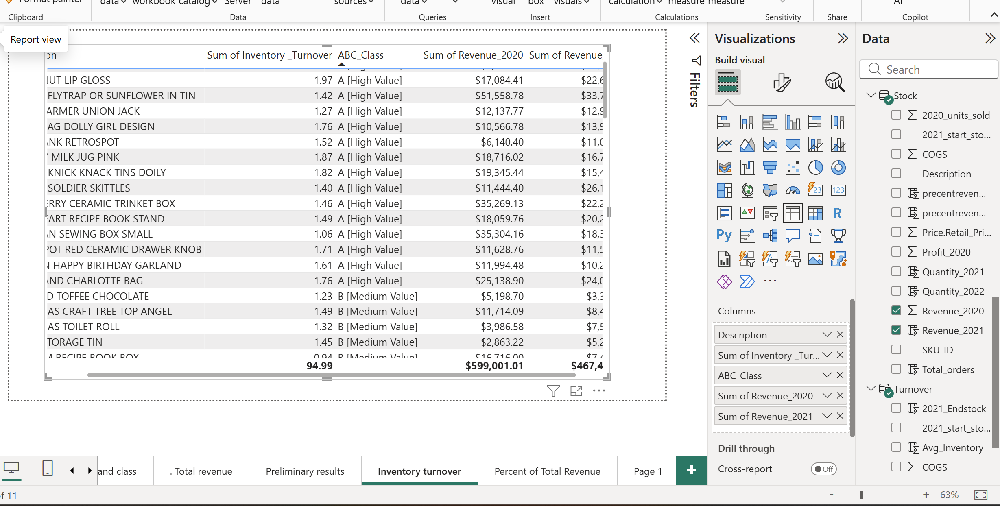 Format painter
data workbook catalog Server data sources data visual box visuals calculation measure measure AI
Clipboard Data Queries Insert Calculations Sensitivity Share Copilot
Report view
on Sum of Inventory _Turnover ABC_Class Sum of Revenue_2020 Sum of Revenue
NUT LIP GLOSS 1.97 A [High Value] $17,084.41 $22,6
FLYTRAP OR SUNFLOWER IN TIN 1.42 A [High Value] $51,558.78 $33,7
ARMER UNION JACK 1.27 A [High Value] $12,137.77 $12,9
AG DOLLY GIRL DESIGN 1.76 A [High Value] $10,566.78 $13,9
ANK RETROSPOT 1.52 A [High Value] $6,140.40 $11,0
MILK JUG PINK 1.87 A [High Value] $18,716.02 $16,7
KNICK KNACK TINS DOILY 1.82 A [High Value] $19,345.44 $15,4
SOLDIER SKITTLES 1.40 A [High Value] $11,444.40 $26,1
ERRY CERAMIC TRINKET BOX 1.46 A [High Value] $35,269.13 $22,2
EART RECIPE BOOK STAND 1.49 A [High Value] $18,059.76 $20,2
AN SEWING BOX SMALL 1.06 A [High Value] $35,304.16 $18,3
POT RED CERAMIC DRAWER KNOB 1.71 A [High Value] $11,628.76 $11,5
N HAPPY BIRTHDAY GARLAND 1.61 A [High Value] $11,994.48 $10,2
AND CHARLOTTE BAG 1.76 A [High Value] $25,138.90 $24,0
D TOFFEE CHOCOLATE 1.23 B [Medium Value] $5,198.70 $3,3
AS CRAFT TREE TOP ANGEL 1.49 B [Medium Value] $11,714.09 $8,4
AS TOILET ROLL 1.32 B [Medium Value] $3,986.58 $7,5
TORAGE TIN 1.45 B [Medium Value] $2,863.22 $5,2
M RECIPE BOOK BOX 0.94 B [Medium Value] $16,716.00 $7,4
94.99 $599,001.01 $467,4
Filters
Visualizations
Build visual
123 123
R
Py
Columns
Description
Sum of Inventory _Tur...
ABC_Class
Sum of Revenue_2020
Sum of Revenue_2021
Drill through
Cross-report Off
Data
Search
Stock
2020_units_sold
2021_start_sto...
COGS
Description
precentreven...
precentreven...
Price.Retail_Pri...
Profit_2020
Quantity_2021
Quantity_2022
Revenue_2020
Revenue_2021
SKU-ID
Total_orders
Turnover
2021_Endstock
2021_start_sto...
Avg_Inventory
COGS
and class . Total revenue Preliminary results Inventory turnover Percent of Total Revenue Page 1 +
of 11 - + 63%